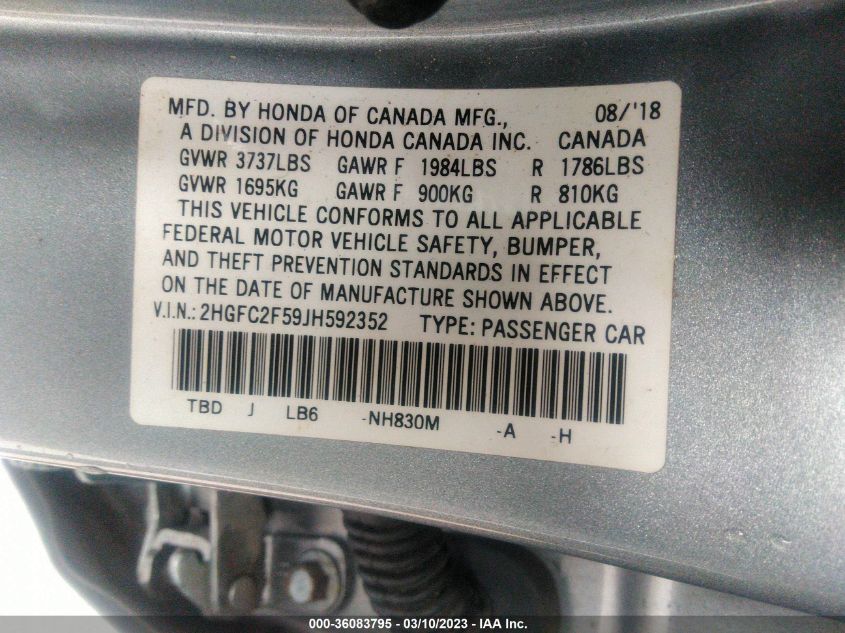 MFD. BY HONDA OF CANADA MFG., 08/'18
A DIVISION OF HONDA CANADA INC. CANADA
GVWR 3737LBS GAWR F 1984LBS R 1786LBS
GVWR 1695KG GAWR F 900KG R 810KG
THIS VEHICLE CONFORMS TO ALL APPLICABLE
FEDERAL MOTOR VEHICLE SAFETY, BUMPER,
AND THEFT PREVENTION STANDARDS IN EFFECT
ON THE DATE OF MANUFACTURE SHOWN ABOVE.
V.I.N.: 2HGFC2F59JH592352 TYPE: PASSENGER CAR
TBD J LB6 -NH830M -A -H
000-36083795 - 03/10/2023 - IAA Inc.